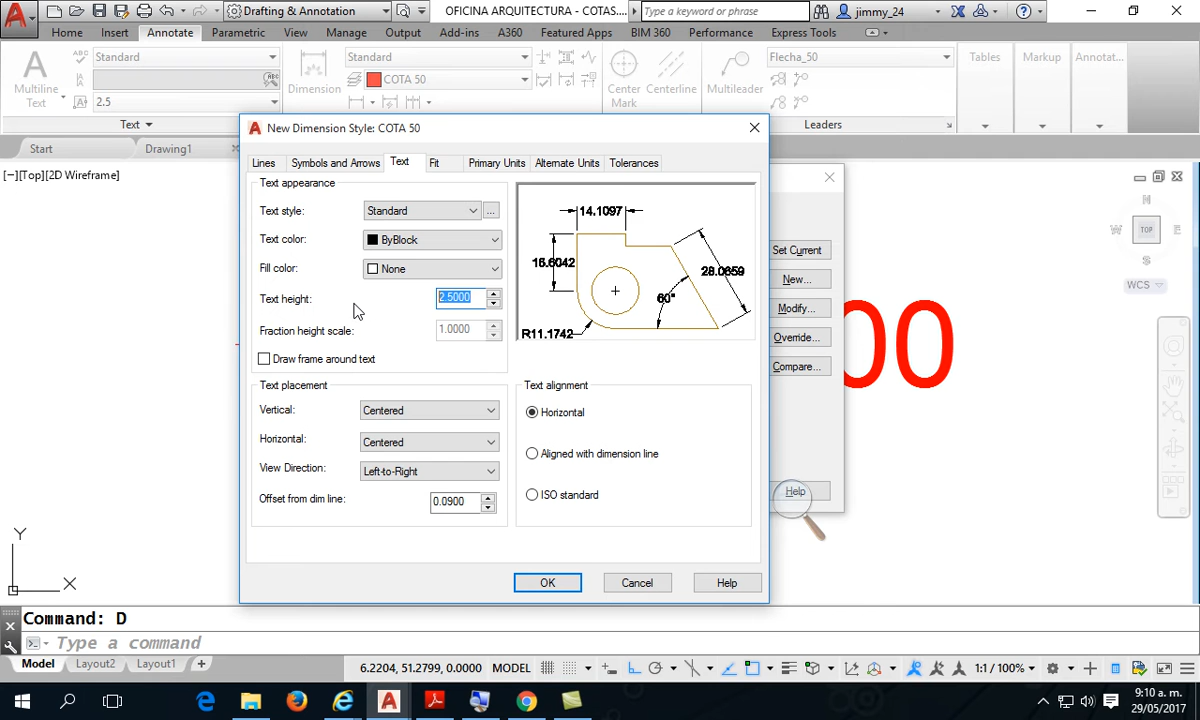 Drafting & Annotation
OFICINA ARQUITECTURA - COTAS....
Type a keyword or phrase
jimmy_24
Home Insert Annotate Parametric View Manage Output Add-ins A360 Featured Apps BIM 360 Performance Express Tools
Multiline
Text
Standard
2.5
Text
Dimension
Standard
COTA 50
Center
Mark
Centerline
Multileader
Flecha_50
Leaders
Tables
Markup
Annotat...
Start
Drawing1
[−][Top][2D Wireframe]
New Dimension Style: COTA 50
Lines Symbols and Arrows Text Fit Primary Units Alternate Units Tolerances
Text appearance
Text style:
Standard
...
Text color:
ByBlock
Fill color:
None
Text height:
2.5000
Fraction height scale:
1.0000
Draw frame around text
14.1097
16.6042
28.0659
60°
R11.1742
Text placement
Vertical:
Centered
Horizontal:
Centered
View Direction:
Left-to-Right
Offset from dim line:
0.0900
Text alignment
Horizontal
Aligned with dimension line
ISO standard
OK
Cancel
Help
Set Current
New...
Modify...
Override...
Compare...
Help
00
N
W
TOP
E
S
WCS
Y
X
Command: D
Type a command
Model Layout2 Layout1 +
6.2204, 51.2799, 0.0000 MODEL
1:1 / 100%
9:10 a. m.
29/05/2017